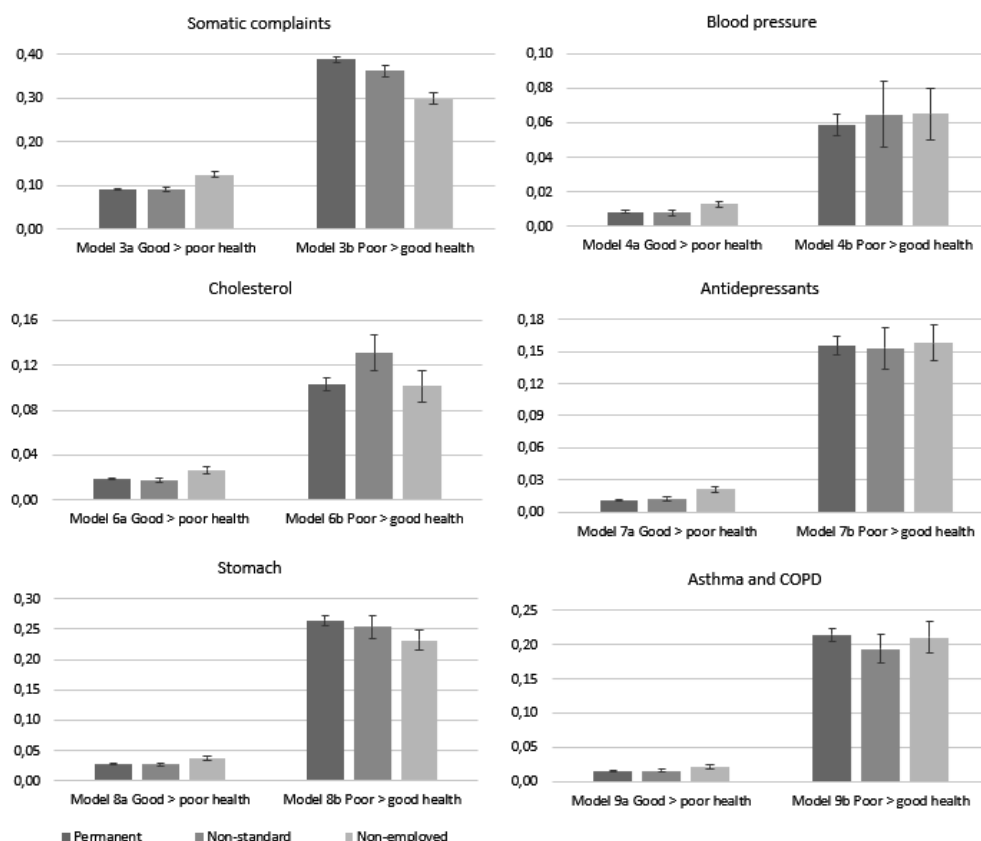 Somatic complaints
0,40
0,30
0,20
0,10
0,00
Model 3a Good > poor health Model 3b Poor > good health
Blood pressure
0,10
0,08
0,06
0,04
0,02
0,00
Model 4a Good > poor health Model 4b Poor > good health
Cholesterol
0,16
0,12
0,08
0,04
0,00
Model 6a Good > poor health Model 6b Poor > good health
Antidepressants
0,18
0,15
0,12
0,09
0,06
0,03
0,00
Model 7a Good > poor health Model 7b Poor > good health
Stomach
0,30
0,25
0,20
0,15
0,10
0,05
0,00
Model 8a Good > poor health Model 8b Poor > good health
Asthma and COPD
0,25
0,20
0,15
0,10
0,05
0,00
Model 9a Good > poor health Model 9b Poor > good health
Permanent Non-standard Non-employed